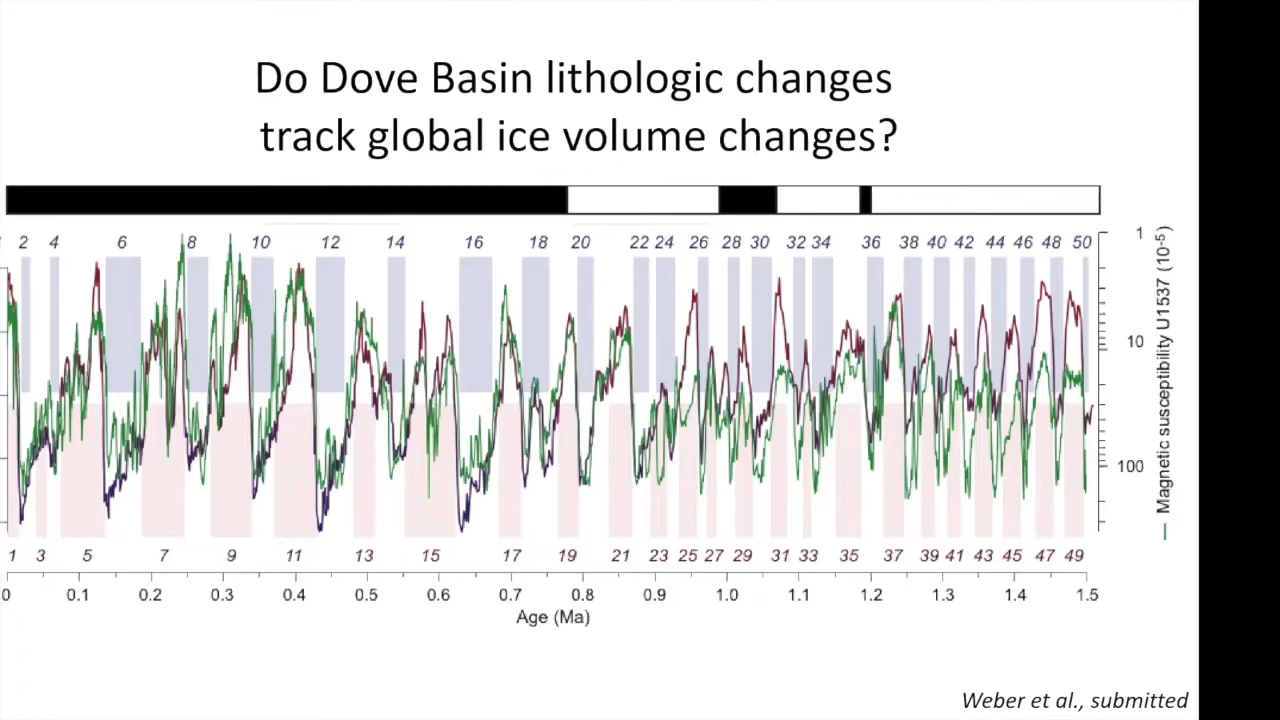 Do Dove Basin lithologic changes
track global ice volume changes?
2 4 6 8 10 12 14 16 18 20 22 24 26 28 30 32 34 36 38 40 42 44 46 48 50
1
10
100
Magnetic susceptibility U1537 (10⁻⁵)
1 3 5 7 9 11 13 15 17 19 21 23 25 27 29 31 33 35 37 39 41 43 45 47 49
0 0.1 0.2 0.3 0.4 0.5 0.6 0.7 0.8 0.9 1.0 1.1 1.2 1.3 1.4 1.5
Age (Ma)
Weber et al., submitted